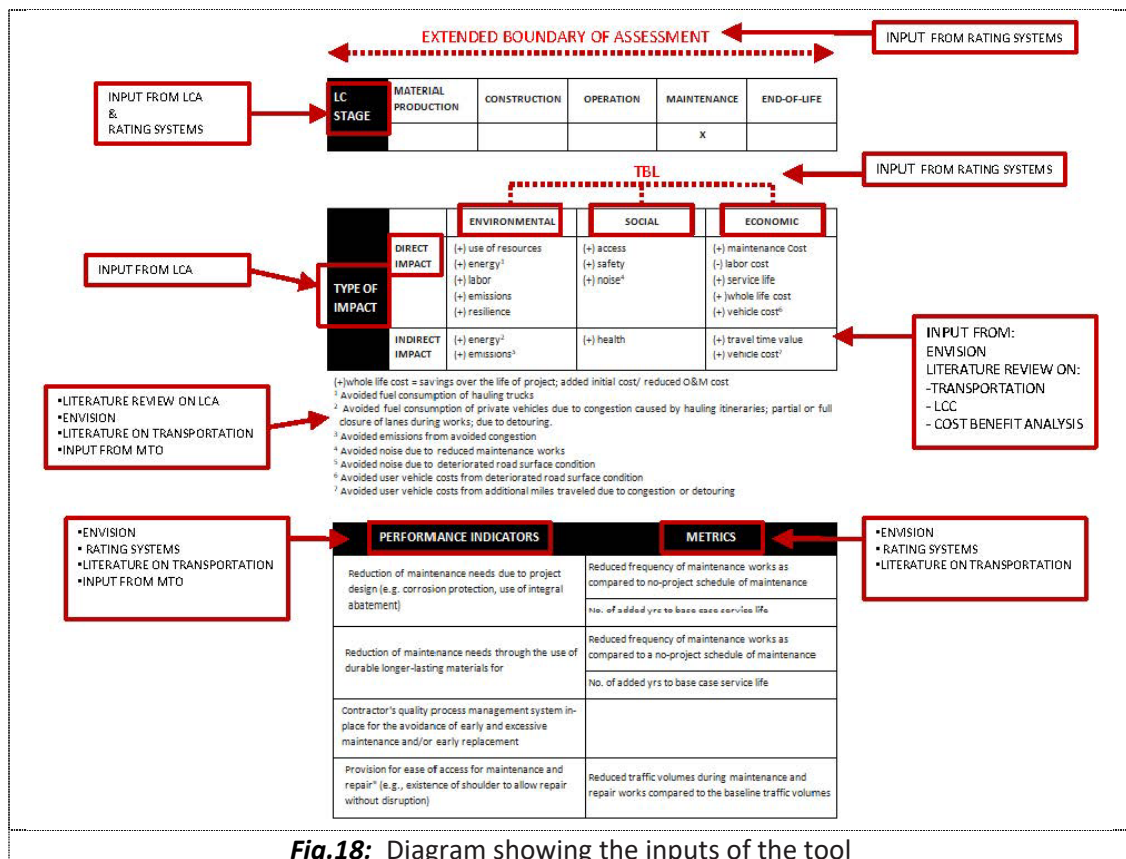 EXTENDED BOUNDARY OF ASSESSMENT
INPUT FROM RATING SYSTEMS
INPUT FROM LCA
&
RATING SYSTEMS
LC
STAGE
MATERIAL
PRODUCTION
CONSTRUCTION
OPERATION
MAINTENANCE
END-OF-LIFE
X
TBL
INPUT FROM RATING SYSTEMS
ENVIRONMENTAL
SOCIAL
ECONOMIC
INPUT FROM LCA
TYPE OF
IMPACT
DIRECT
IMPACT
(+) use of resources
(+) energy¹
(+) labor
(+) emissions
(+) resilience
(+) access
(+) safety
(+) noise⁴
(+) maintenance Cost
(-) labor cost
(+) service life
(+ )whole life cost
(+) vehicle cost⁶
INDIRECT
IMPACT
(+) energy²
(+) emissions³
(+) health
(+) travel time value
(+) vehicle cost⁷
INPUT FROM:
ENVISION
LITERATURE REVIEW ON:
-TRANSPORTATION
- LCC
- COST BENEFIT ANALYSIS
▪LITERATURE REVIEW ON LCA
▪ENVISION
▪LITERATURE ON TRANSPORTATION
▪INPUT FROM MTO
(+)whole life cost = savings over the life of project; added initial cost/ reduced O&M cost
¹ Avoided fuel consumption of hauling trucks
² Avoided fuel consumption of private vehicles due to congestion caused by hauling itineraries; partial or full
closure of lanes during works; due to detouring.
³ Avoided emissions from avoided congestion
⁴ Avoided noise due to reduced maintenance works
⁵ Avoided noise due to deteriorated road surface condition
⁶ Avoided user vehicle costs from deteriorated road surface condition
⁷ Avoided user vehicle costs from additional miles traveled due to congestion or detouring
▪ENVISION
▪ RATING SYSTEMS
▪LITERATURE ON TRANSPORTATION
▪INPUT FROM MTO
PERFORMANCE INDICATORS
METRICS
▪ENVISION
▪ RATING SYSTEMS
▪LITERATURE ON TRANSPORTATION
Reduction of maintenance needs due to project
design (e.g. corrosion protection, use of integral
abatement)
Reduced frequency of maintenance works as
compared to no-project schedule of maintenance
No. of added yrs to base case service life
Reduction of maintenance needs through the use of
durable longer-lasting materials for
Reduced frequency of maintenance works as
compared to a no-project schedule of maintenance
No. of added yrs to base case service life
Contractor's quality process management system in-
place for the avoidance of early and excessive
maintenance and/or early replacement
Provision for ease of access for maintenance and
repair* (e.g., existence of shoulder to allow repair
without disruption)
Reduced traffic volumes during maintenance and
repair works compared to the baseline traffic volumes
Fig.18: Diagram showing the inputs of the tool